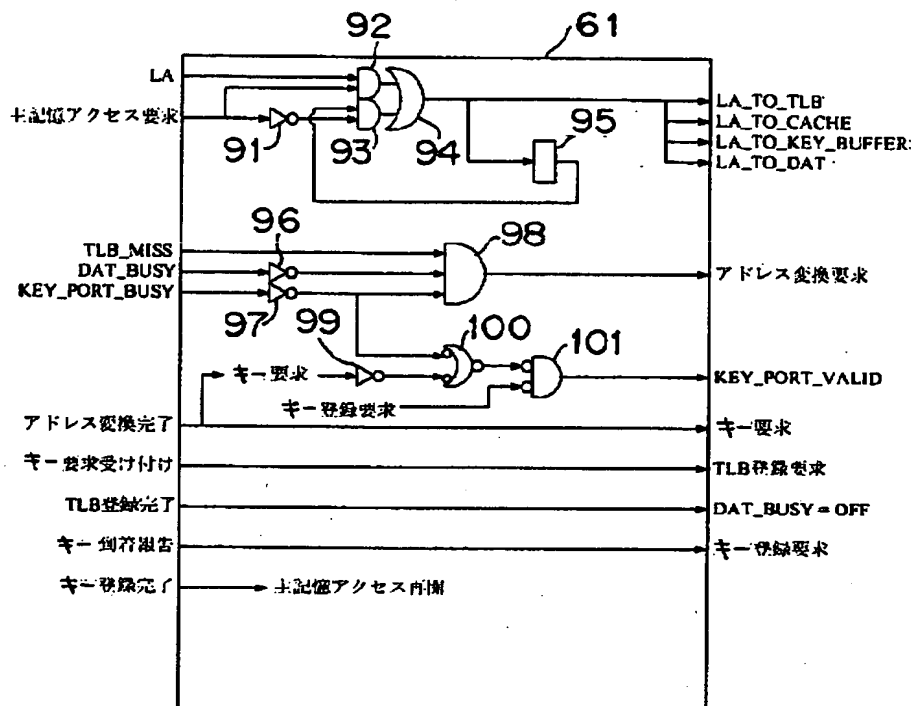 92
61
LA
主記憶アクセス要求
91
93
94
95
LA_TO_TLB
LA_TO_CACHE
LA_TO_KEY_BUFFER
LA_TO_DAT
TLB_MISS
DAT_BUSY
KEY_PORT_BUSY
96
97
98
アドレス変換要求
99
100
101
キー要求
キー登録要求
KEY_PORT_VALID
アドレス変換完了
キー要求
キー要求受け付け
TLB登録要求
TLB登録完了
DAT_BUSY=OFF
キー到着報告
キー登録要求
キー登録完了
主記憶アクセス再開